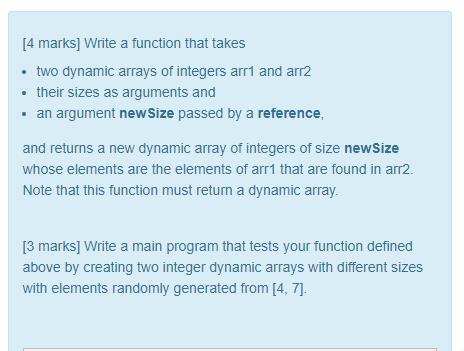 [4 marks] Write a function that takes
• two dynamic arrays of integers arr1 and arr2
• their sizes as arguments and
• an argument newSize passed by a reference,
and returns a new dynamic array of integers of size newSize
whose elements are the elements of arr1 that are found in arr2.
Note that this function must return a dynamic array.
[3 marks] Write a main program that tests your function defined
above by creating two integer dynamic arrays with different sizes
with elements randomly generated from [4, 7].